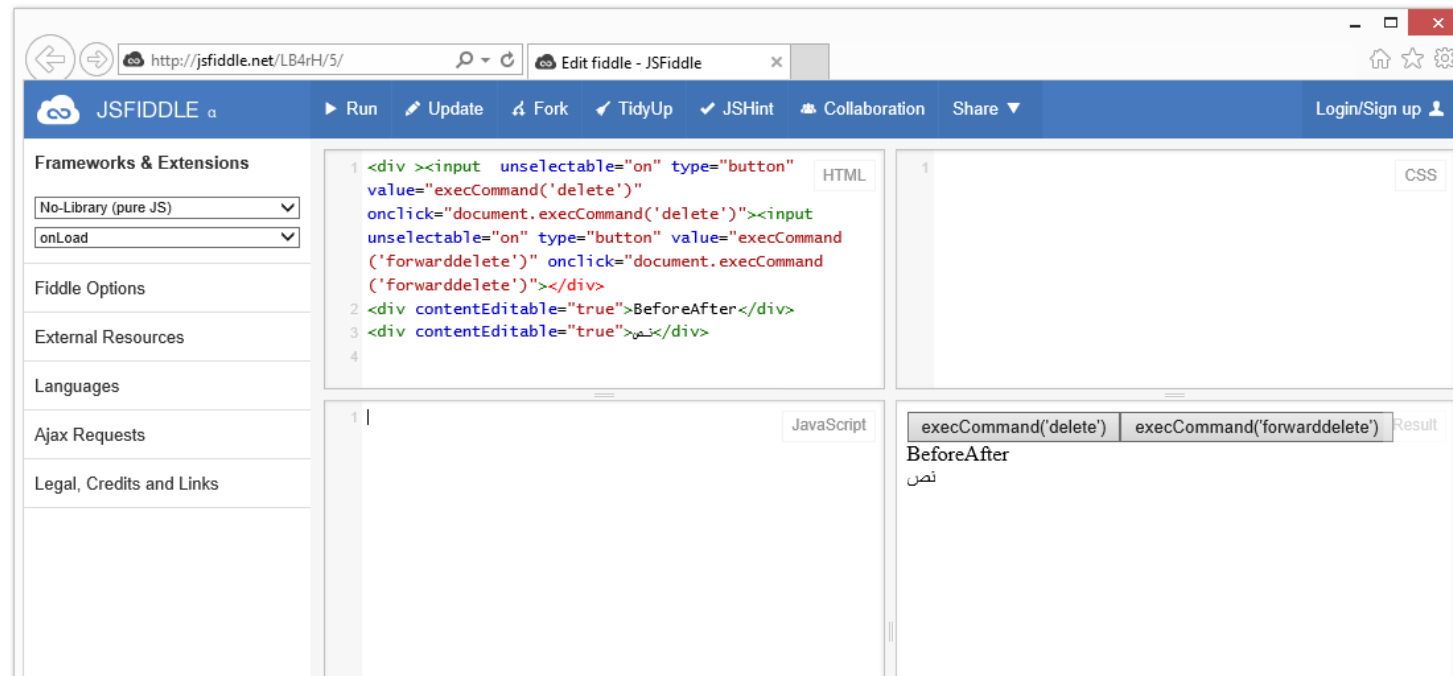 http://jsfiddle.net/LB4rH/5/
Edit fiddle - JSFiddle
JSFIDDLE α
Run
Update
Fork
TidyUp
JSHint
Collaboration
Share ▼
Login/Sign up
Frameworks & Extensions
No-Library (pure JS)
onLoad
Fiddle Options
External Resources
Languages
Ajax Requests
Legal, Credits and Links
HTML
1 <div ><input  unselectable="on" type="button"
value="execCommand('delete')"
onclick="document.execCommand('delete')"><input
unselectable="on" type="button" value="execCommand
('forwarddelete')" onclick="document.execCommand
('forwarddelete')"></div>
2 <div contentEditable="true">BeforeAfter</div>
3 <div contentEditable="true">نص</div>
4
1
CSS
1
JavaScript
execCommand('delete')
execCommand('forwarddelete')
Result
BeforeAfter
نص